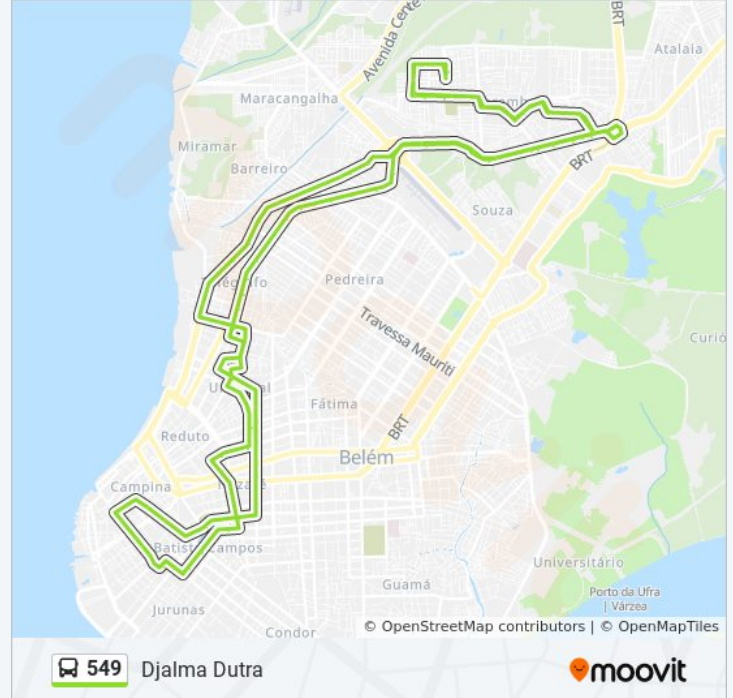 Avenida Cente
BRT
Atalaia
Maracangalha
Miramar
Barreiro
BRT
Souza
Pedreira
Travessa Mauriti
Curió
Fátima
Reduto
BRT
Belém
Campina
Batista Campos
Universitário
Guamá
Porto da Ufra
| Várzea
Jurunas
Condor
© OpenStreetMap contributors | © OpenMapTiles
549 Djalma Dutra
moovit